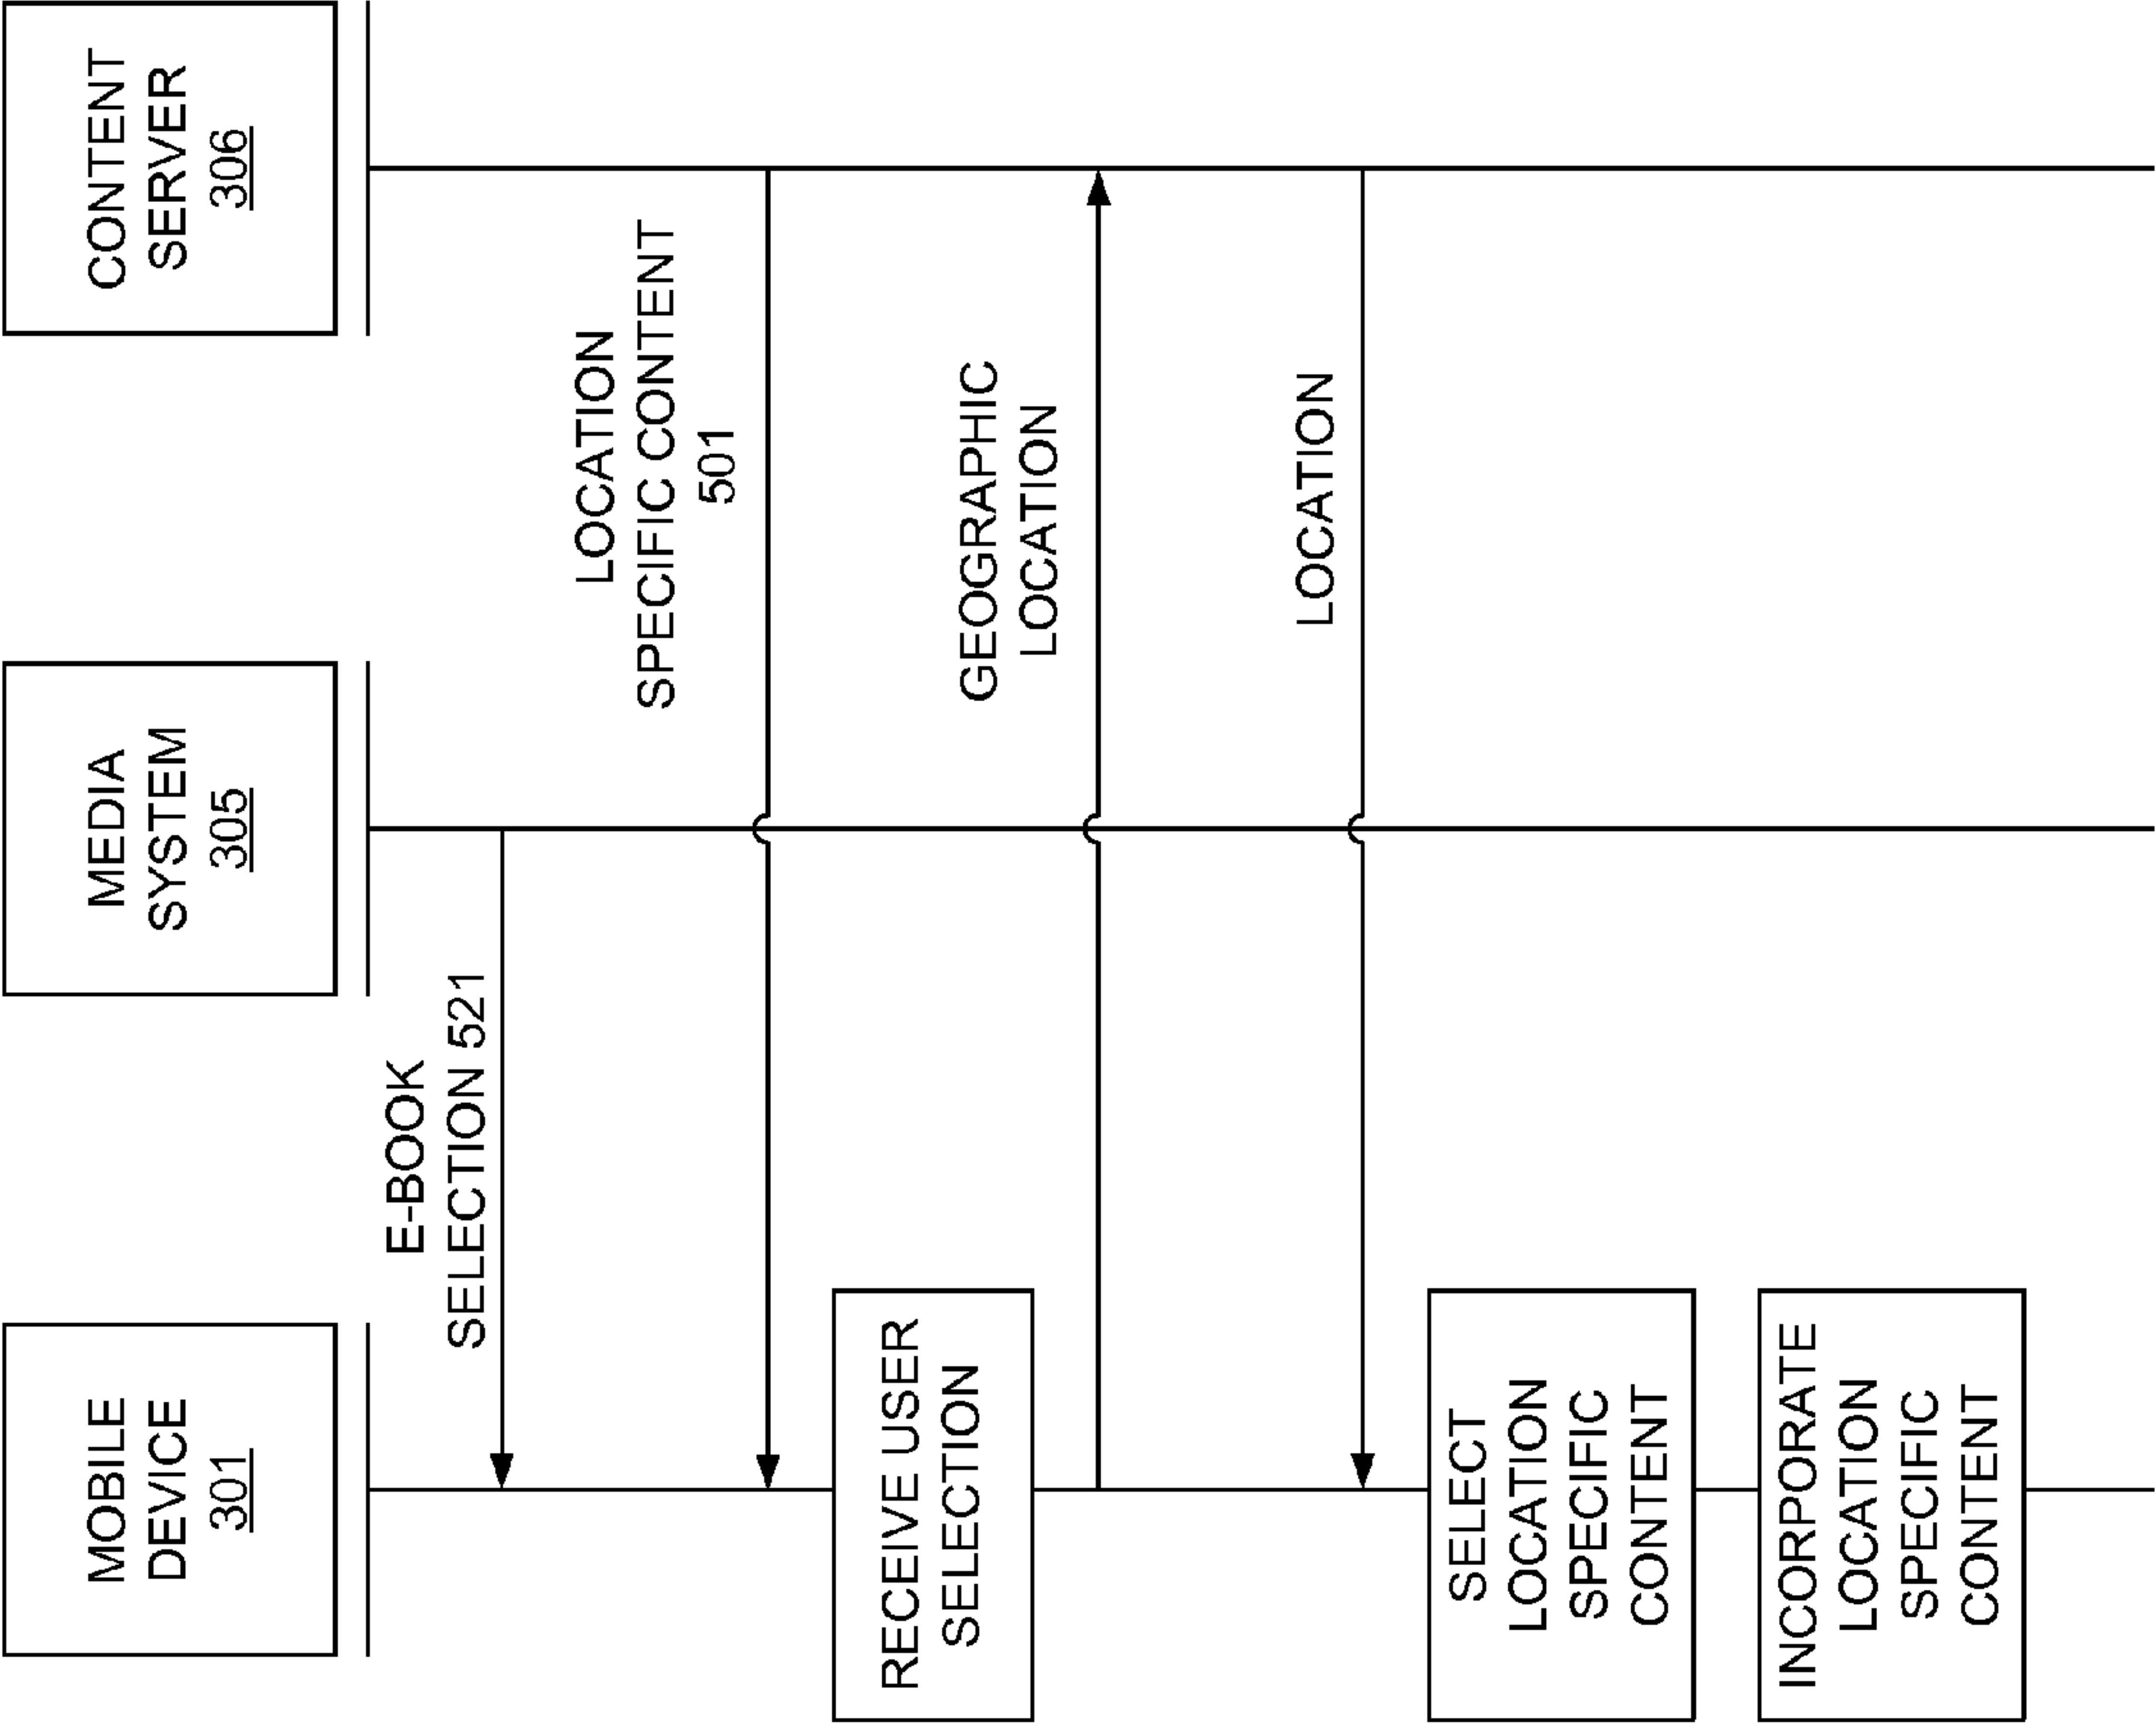 MOBILE
DEVICE
301
MEDIA
SYSTEM
305
CONTENT
SERVER
306
E-BOOK
SELECTION 521
LOCATION
SPECIFIC CONTENT
501
RECEIVE USER
SELECTION
GEOGRAPHIC
LOCATION
LOCATION
SELECT
LOCATION
SPECIFIC
CONTENT
INCORPORATE
LOCATION
SPECIFIC
CONTENT